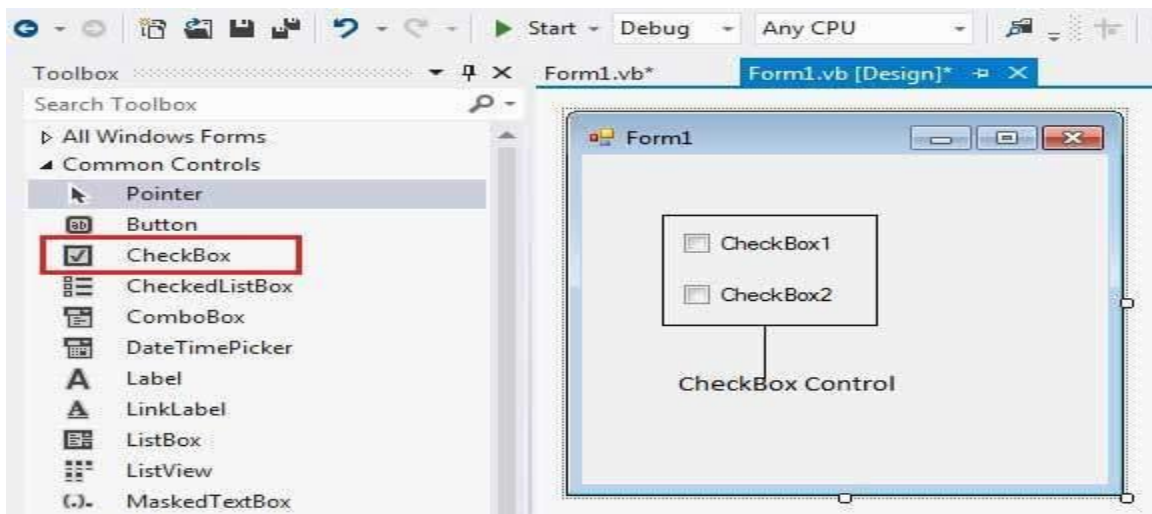 Start Debug Any CPU
Toolbox
Form1.vb*
Form1.vb [Design]*
Search Toolbox
All Windows Forms
Common Controls
Pointer
Button
CheckBox
CheckedListBox
ComboBox
DateTimePicker
Label
LinkLabel
ListBox
ListView
MaskedTextBox
Form1
CheckBox1
CheckBox2
CheckBox Control